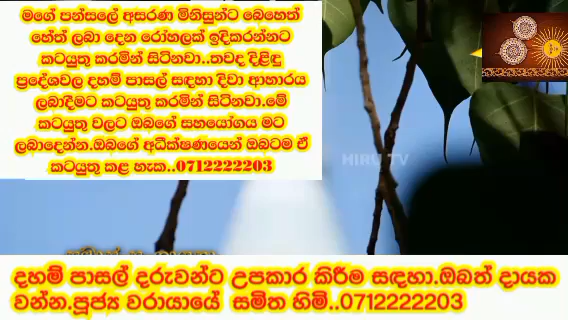 මගේ පන්සලේ අසරණ මිනිසුන්ට බෙහෙත්
හේත් ලබා දෙන රෝහලක් ඉදිකරන්නට
කටයුතු කරමින් සිටිනවා..තවද දිළිඳු
ප්‍රදේශවල දහම් පාසල් සඳහා දිවා ආහාරය
ලබාදීමට කටයුතු කරමින් සිටිනවා.මේ
කටයුතු වලට ඔබගේ සහයෝගය මට
ලබාදෙන්න.ඔබගේ අධීක්ෂණයෙන් ඔබටම ඒ
කටයුතු කළ හැක..0712222203
HIRU TV
දහම් පාසල් දරුවන්ට උපකාර කිරීම සඳහා.ඔබත් දායක
වන්න.පූජ්‍ය වරායායේ සමිත හිමි..0712222203